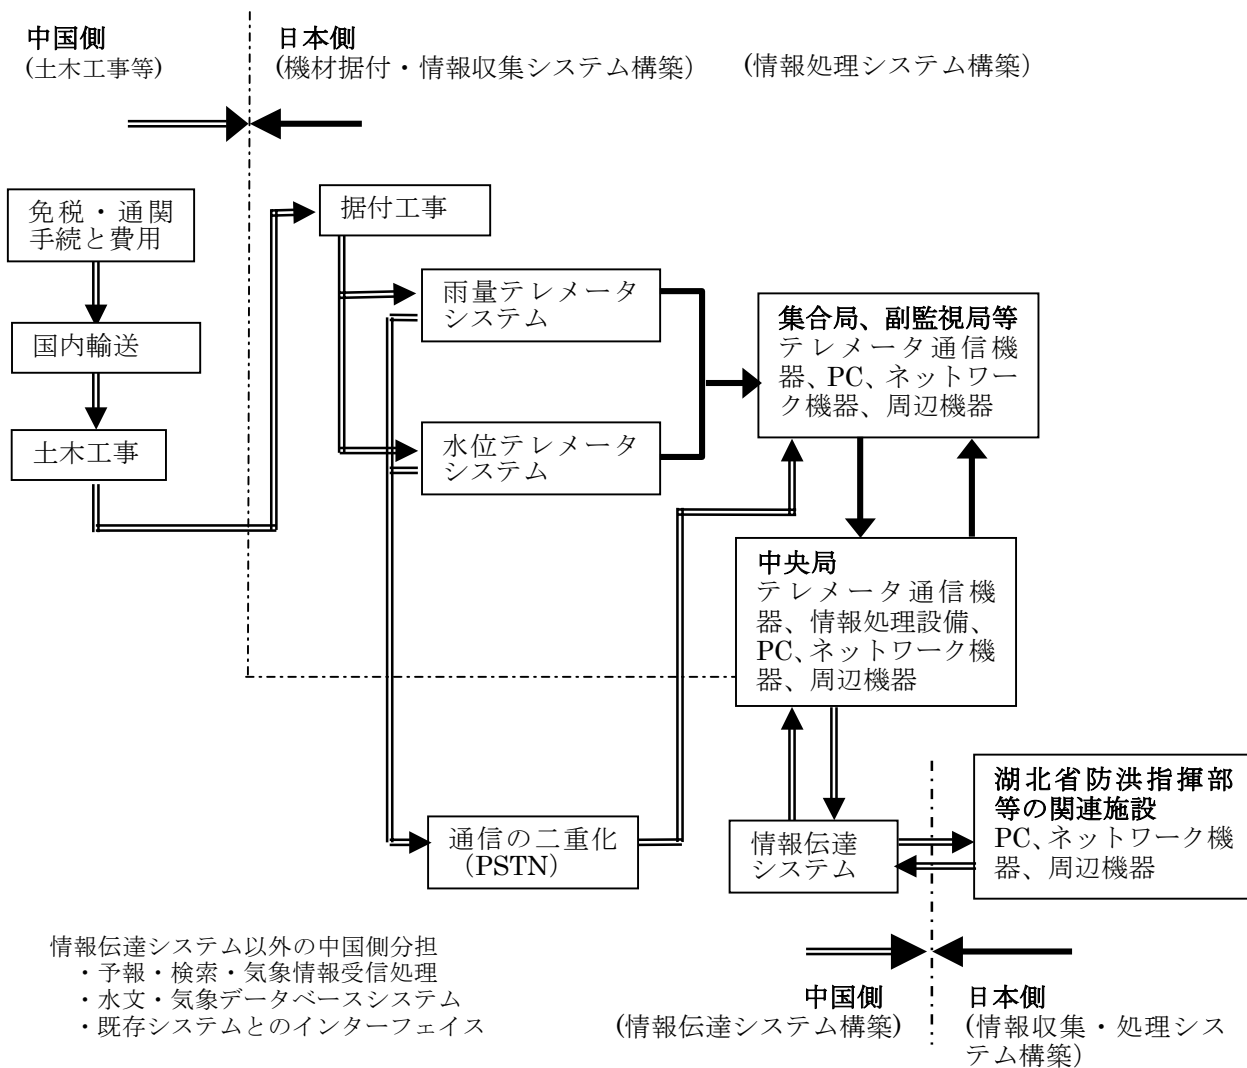 中国側
(土木工事等)
日本側
(機材据付・情報収集システム構築)
(情報処理システム構築)
免税・通関
手続と費用
国内輸送
土木工事
据付工事
雨量テレメータ
システム
水位テレメータ
システム
集合局、副監視局等
テレメータ通信機
器、PC、ネットワー
ク機器、周辺機器
中央局
テレメータ通信機
器、情報処理設備、
PC、ネットワーク機
器、周辺機器
通信の二重化
(PSTN)
情報伝達
システム
湖北省防洪指揮部
等の関連施設
PC、ネットワーク機
器、周辺機器
情報伝達システム以外の中国側分担
・予報・検索・気象情報受信処理
・水文・気象データベースシステム
・既存システムとのインターフェイス
中国側
(情報伝達システム構築)
日本側
(情報収集・処理シス
テム構築)